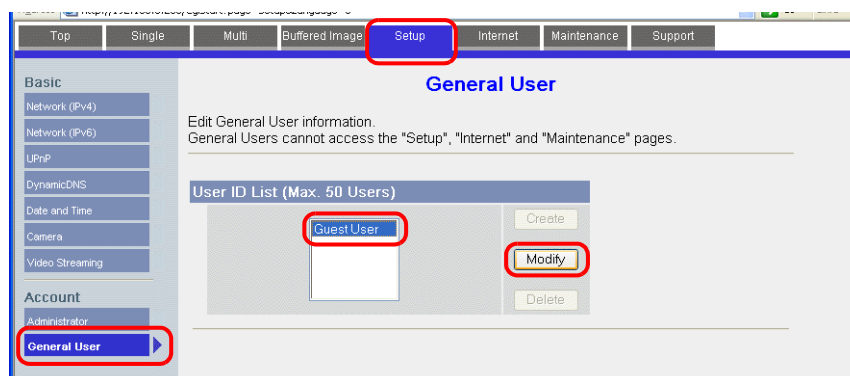 Top Single Multi Buffered Image Setup Internet Maintenance Support
Basic
Network (IPv4)
Network (IPv6)
UPnP
DynamicDNS
Date and Time
Camera
Video Streaming
Account
Administrator
General User
General User
Edit General User information.
General Users cannot access the "Setup", "Internet" and "Maintenance" pages.
User ID List (Max. 50 Users)
Guest User
Create
Modify
Delete